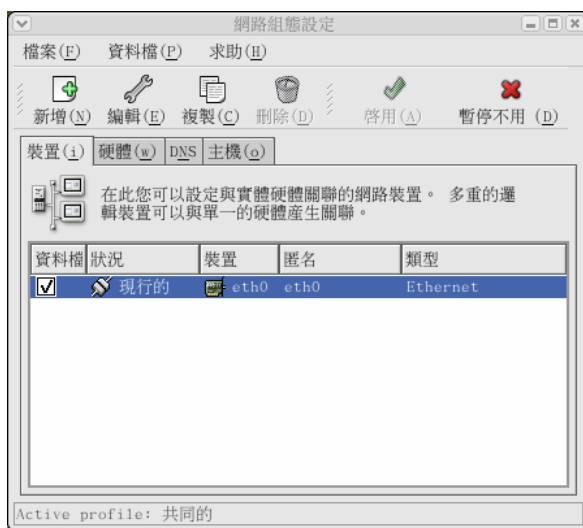 網路組態設定
檔案(F) 資料檔(P) 求助(H)
新增(N) 編輯(E) 複製(C) 刪除(D) 啓用(A) 暫停不用 (D)
裝置(i) 硬體(w) DNS 主機(o)
在此您可以設定與實體硬體關聯的網路裝置。 多重的邏
輯裝置可以與單一的硬體產生關聯。
資料檔 狀況 裝置 匿名 類型
現行的 eth0 eth0 Ethernet
Active profile: 共同的